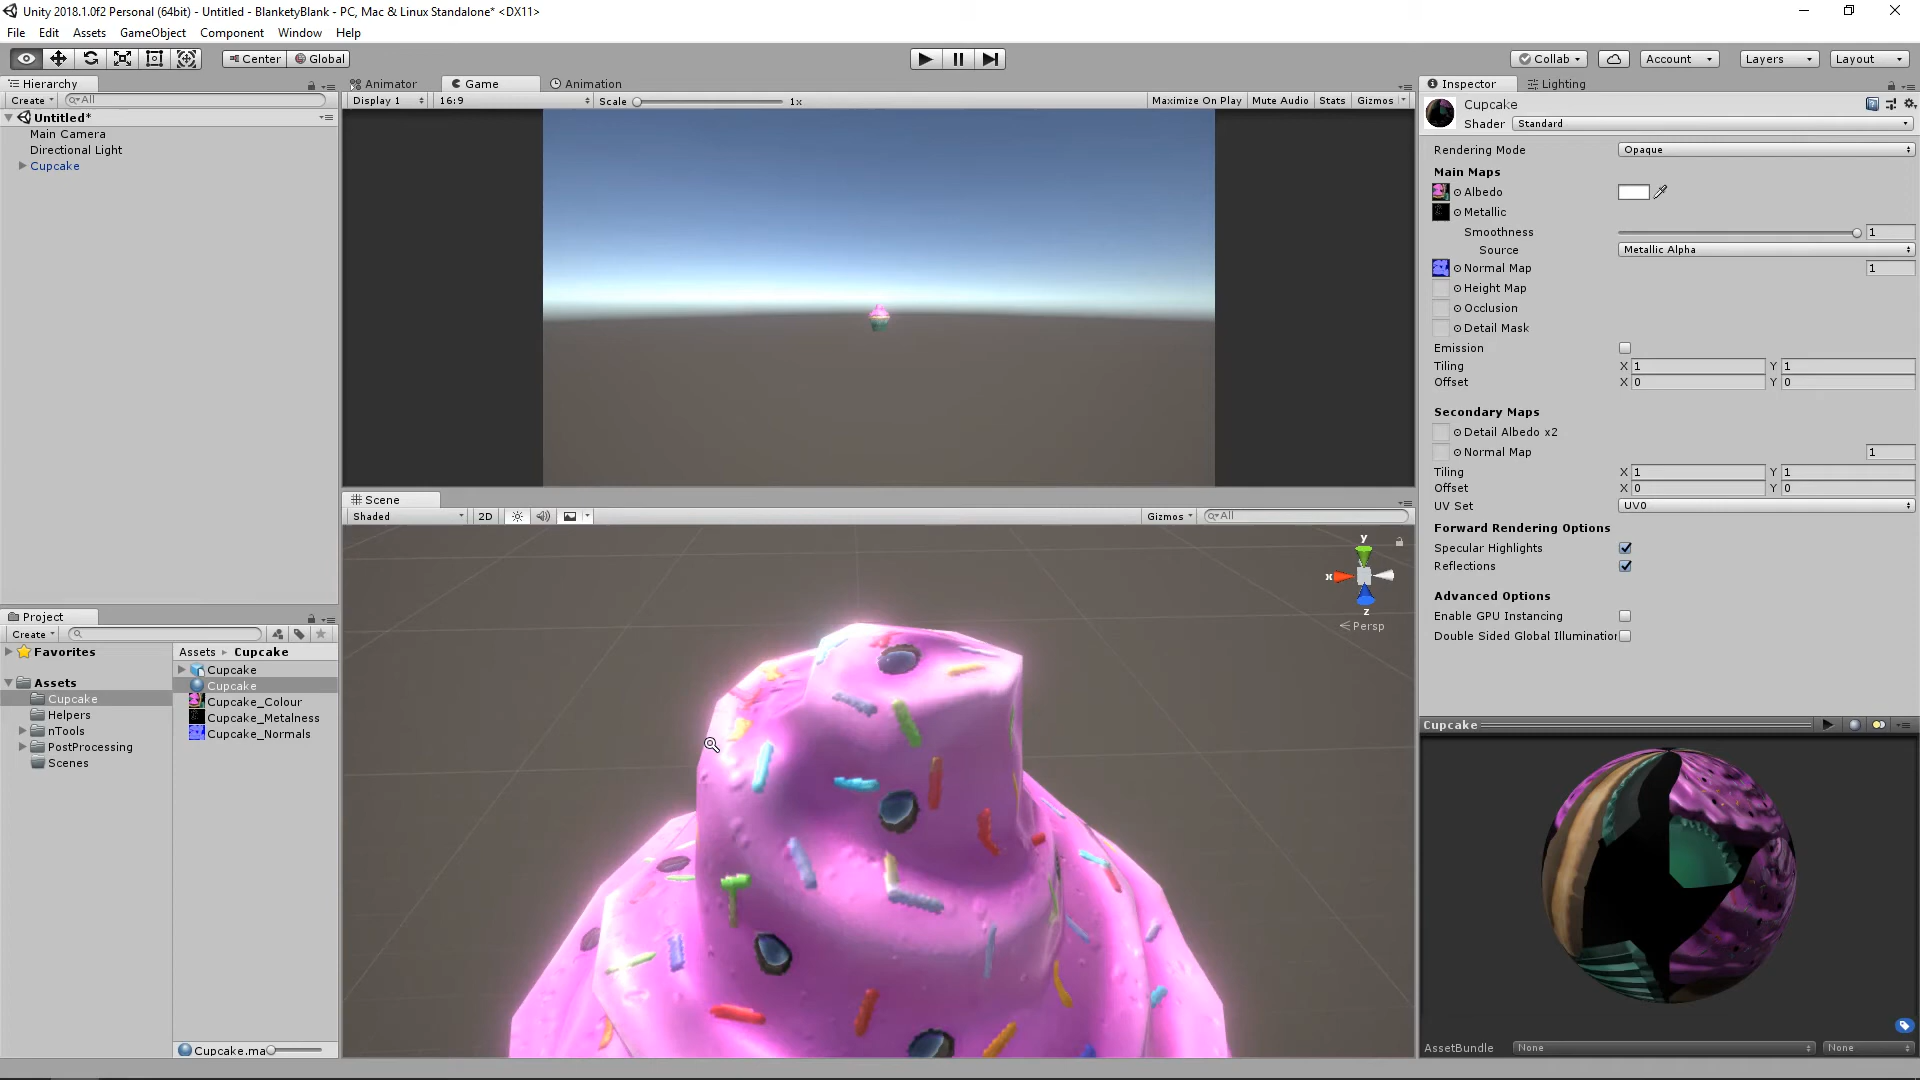 Unity 2018.1.0f2 Personal (64bit) - Untitled - BlanketyBlank - PC, Mac & Linux Standalone* <DX11>
File Edit Assets GameObject Component Window Help
Center Global
Collab Account Layers Layout
Hierarchy
Create All
Untitled*
Main Camera
Directional Light
Cupcake
Animator Game Animation
Display 1 16:9 Scale 1x Maximize On Play Mute Audio Stats Gizmos
Scene
Shaded 2D Gizmos All
y
x
z
Persp
Project
Create
Favorites
Assets
Cupcake
Helpers
nTools
PostProcessing
Scenes
Assets Cupcake
Cupcake
Cupcake
Cupcake_Colour
Cupcake_Metalness
Cupcake_Normals
Cupcake.ma
Inspector Lighting
Cupcake
Shader Standard
Rendering Mode Opaque
Main Maps
Albedo
Metallic
Smoothness 1
Source Metallic Alpha
Normal Map 1
Height Map
Occlusion
Detail Mask
Emission
Tiling X 1 Y 1
Offset X 0 Y 0
Secondary Maps
Detail Albedo x2
Normal Map 1
Tiling X 1 Y 1
Offset X 0 Y 0
UV Set UV0
Forward Rendering Options
Specular Highlights
Reflections
Advanced Options
Enable GPU Instancing
Double Sided Global Illumination
Cupcake
AssetBundle None None